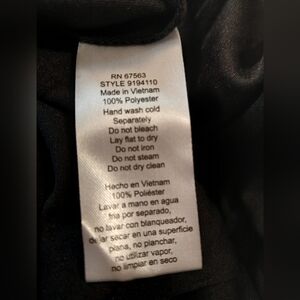 RN 67563
STYLE 9194110
Made in Vietnam
100% Polyester
Hand wash cold
Separately
Do not bleach
Lay flat to dry
Do not iron
Do not steam
Do not dry clean
Hecho en Vietnam
100% Poliéster
Lavar a mano en agua
fria por separado,
no lavar con blanqueador,
dejar secar en una superficie
plana, no planchar,
no utilizar vapor,
no limpiar en seco